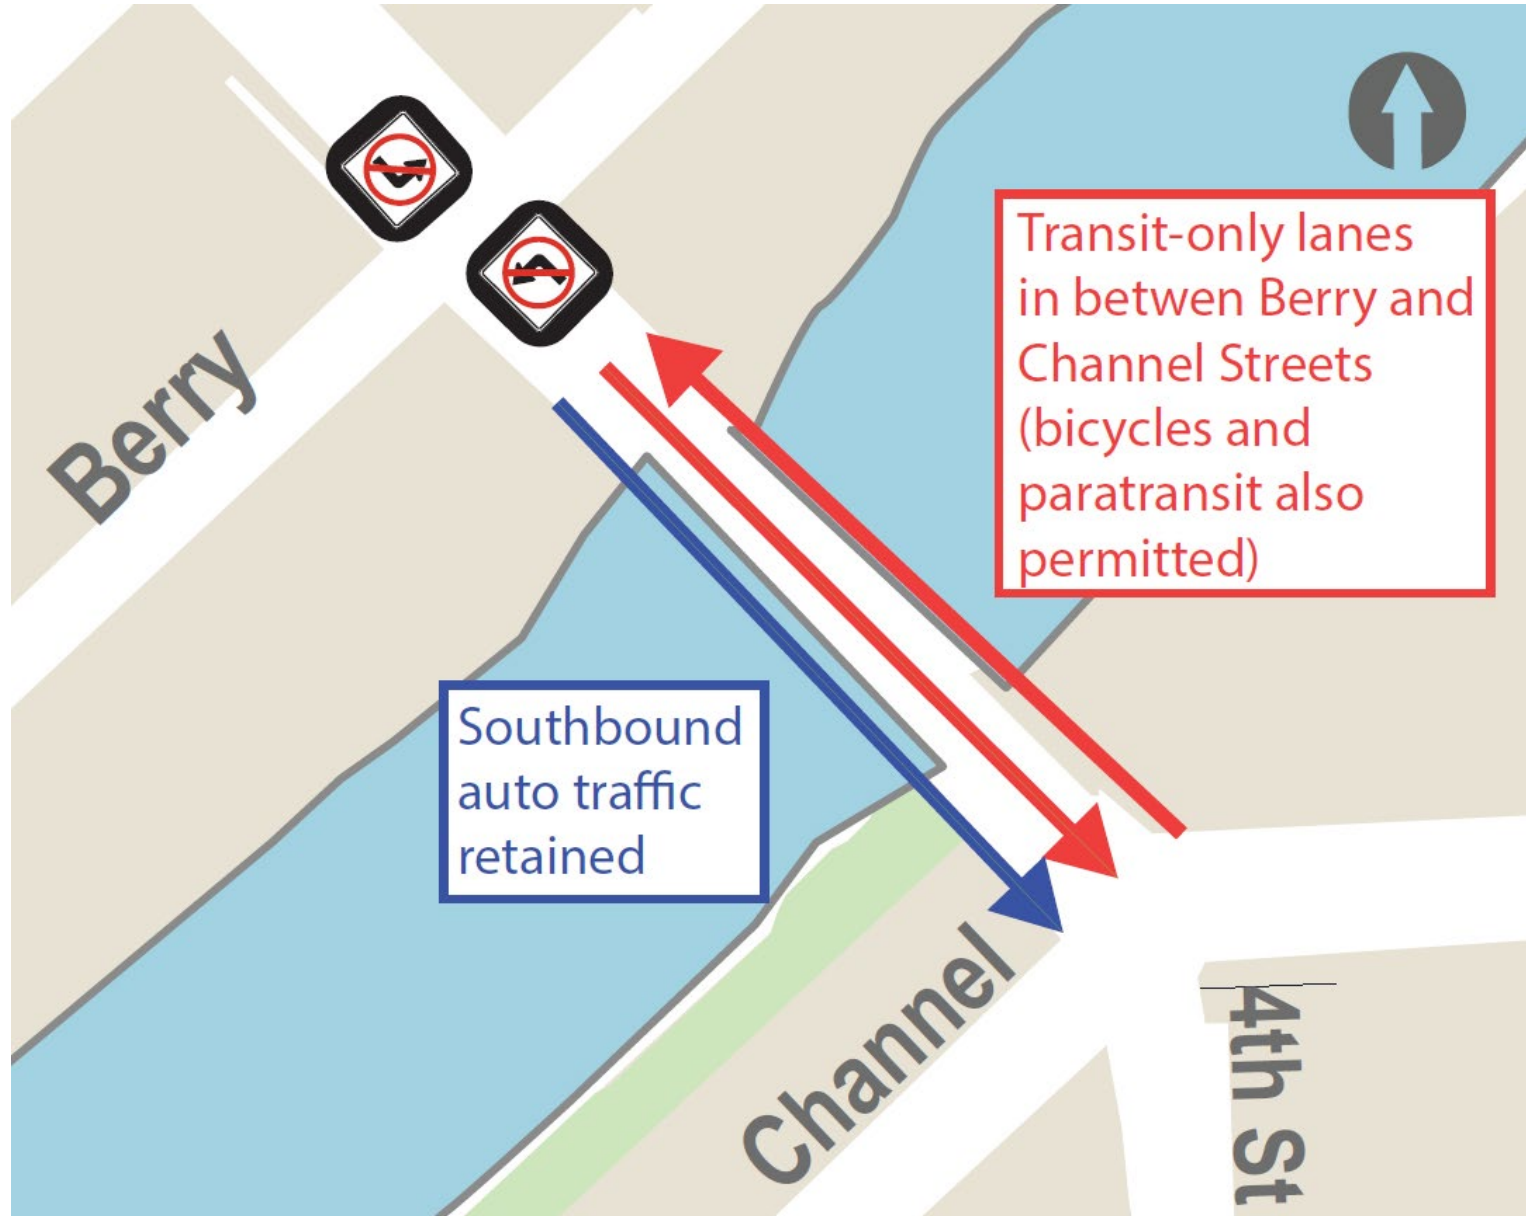 Transit-only lanes
in betwen Berry and
Channel Streets
(bicycles and
paratransit also
permitted)
Berry
Southbound
auto traffic
retained
Channel
4th St